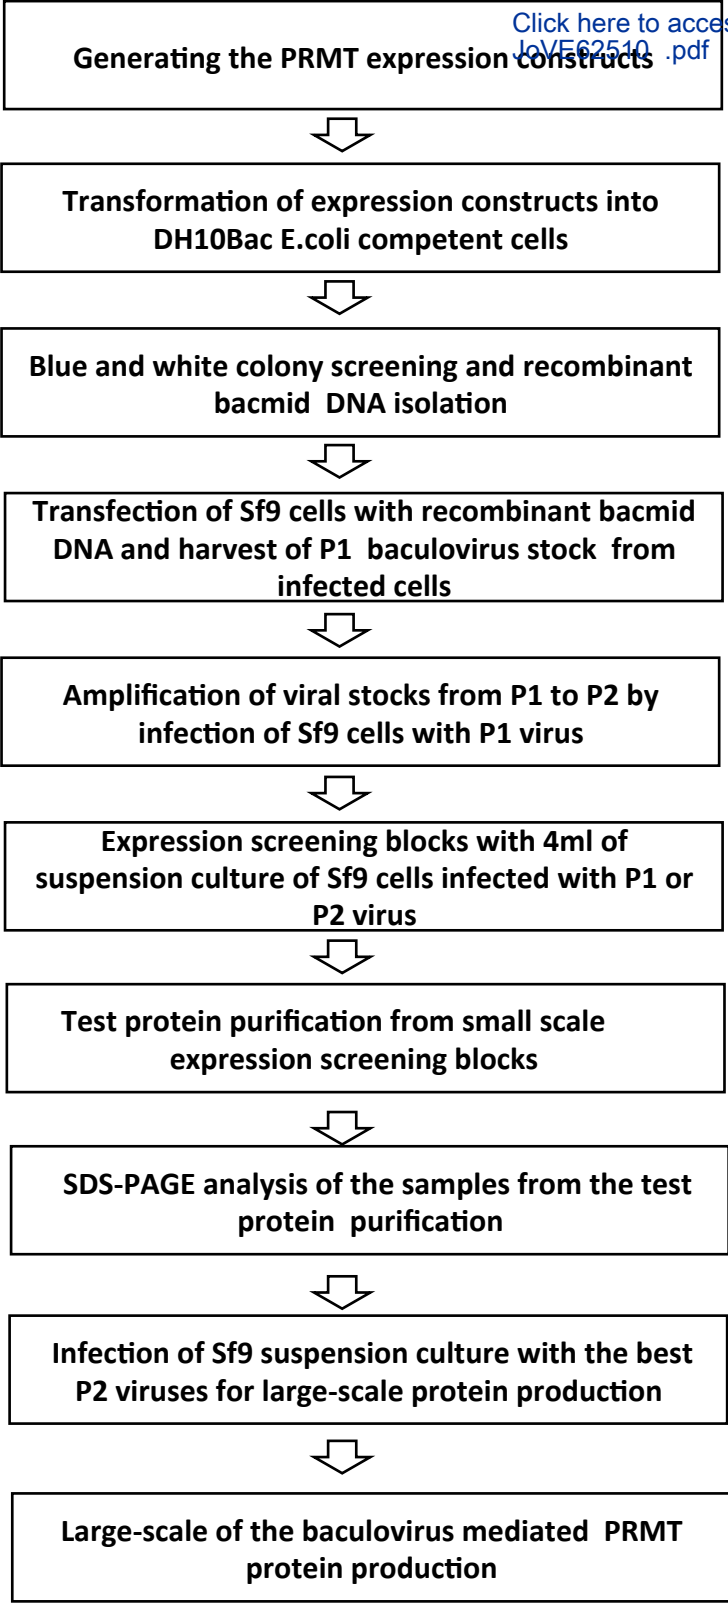 Click here to acces
JoVE62510_.pdf
Generating the PRMT expression constructs
Transformation of expression constructs into
DH10Bac E.coli competent cells
Blue and white colony screening and recombinant
bacmid DNA isolation
Transfection of Sf9 cells with recombinant bacmid
DNA and harvest of P1 baculovirus stock from
infected cells
Amplification of viral stocks from P1 to P2 by
infection of Sf9 cells with P1 virus
Expression screening blocks with 4ml of
suspension culture of Sf9 cells infected with P1 or
P2 virus
Test protein purification from small scale
expression screening blocks
SDS-PAGE analysis of the samples from the test
protein purification
Infection of Sf9 suspension culture with the best
P2 viruses for large-scale protein production
Large-scale of the baculovirus mediated PRMT
protein production